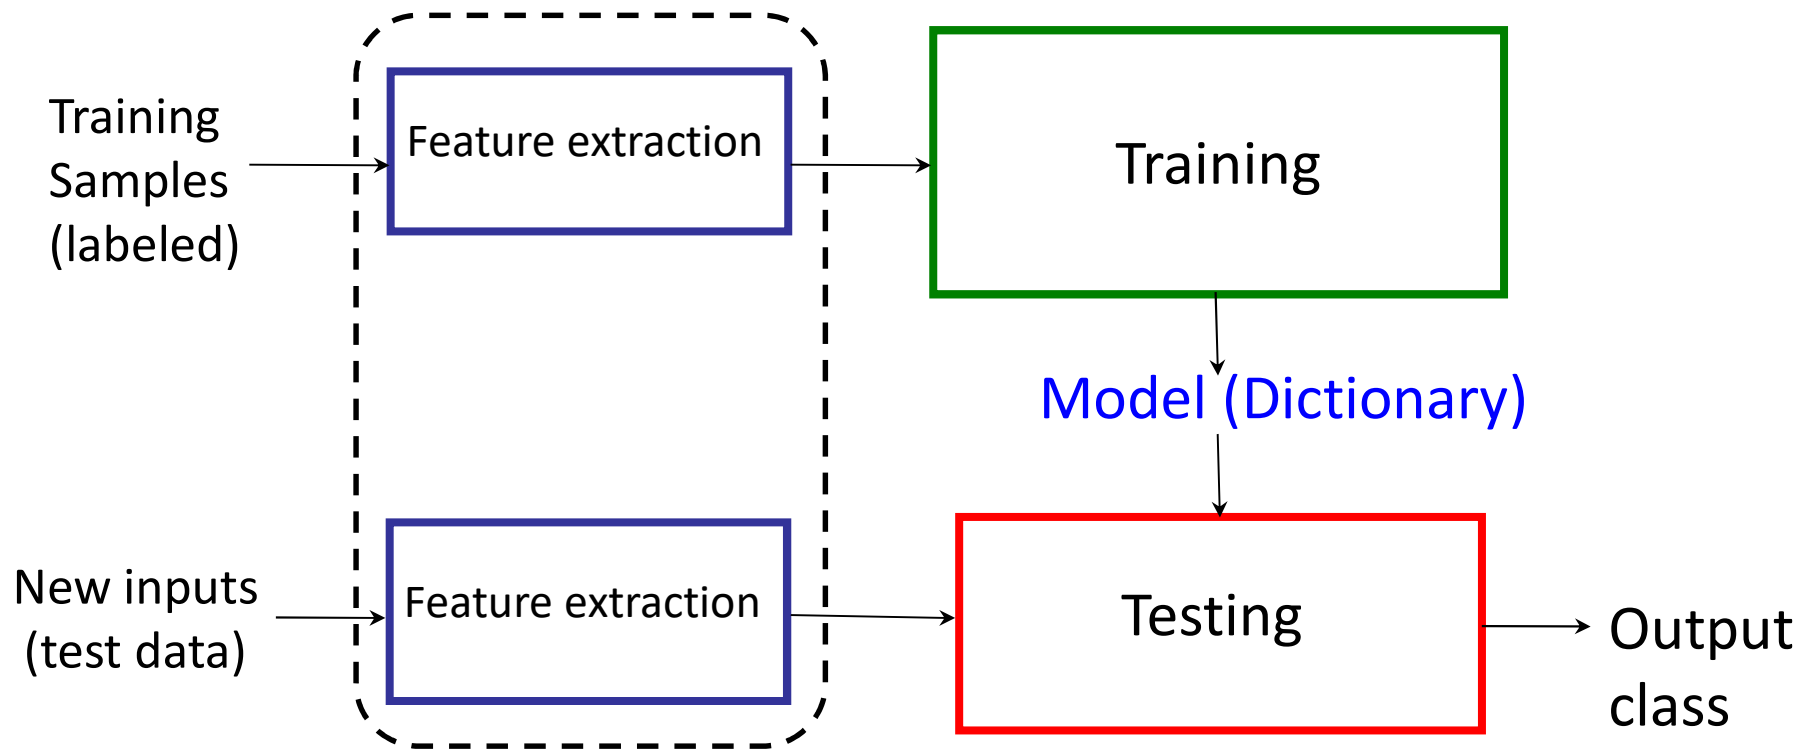 Training
Samples
(labeled)
Feature extraction
Training
Model (Dictionary)
New inputs
(test data)
Feature extraction
Testing
Output
class